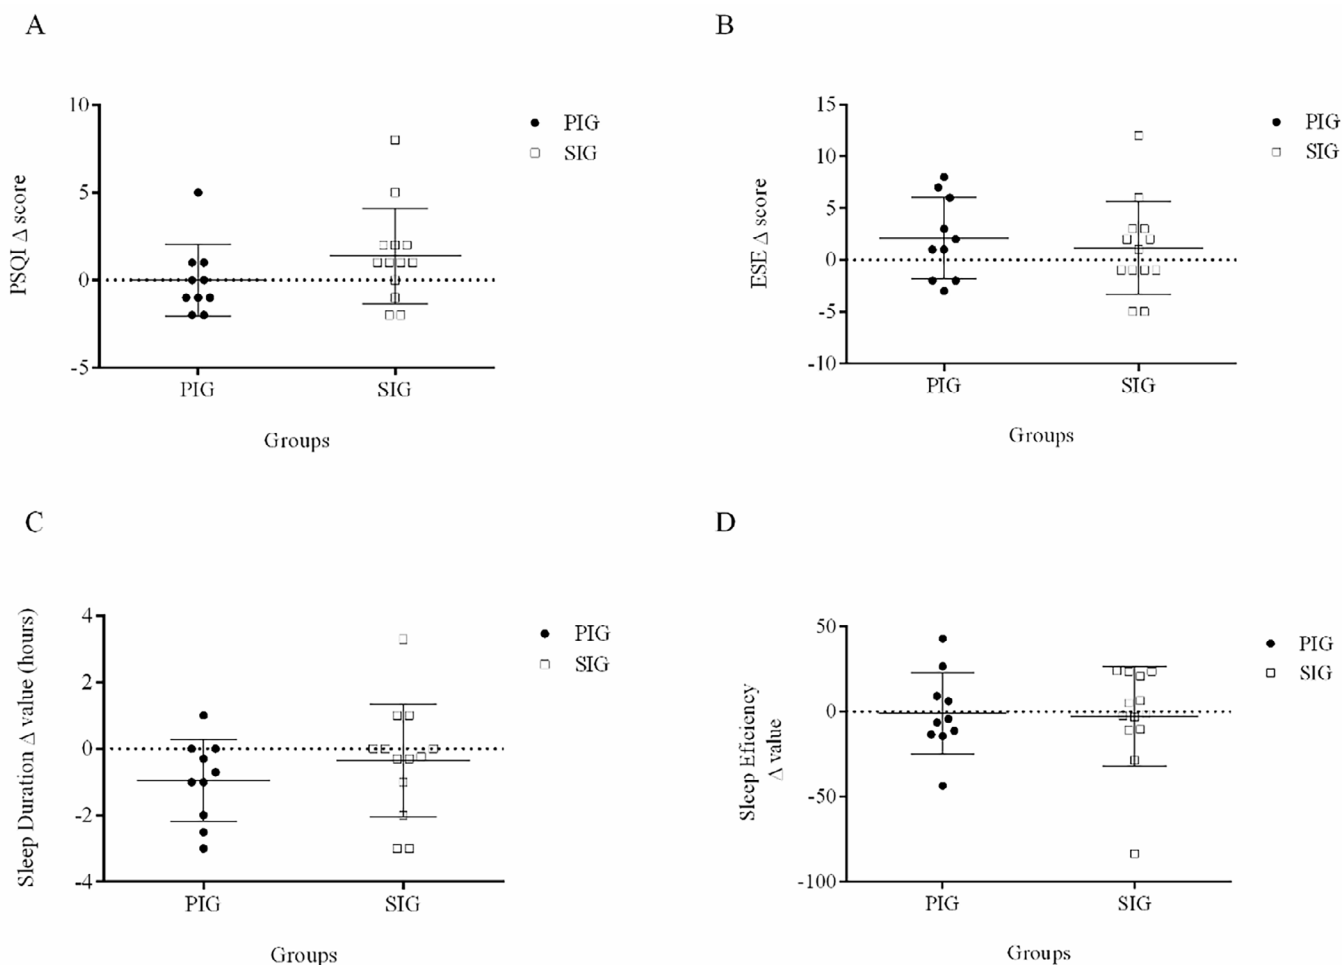 A
10
5
0
-5
PSQI Δ score
PIG
SIG
PIG
SIG
Groups
B
15
10
5
0
-5
-10
ESE Δ score
PIG
SIG
PIG
SIG
Groups
C
4
2
0
-2
-4
Sleep Duration Δ value (hours)
PIG
SIG
PIG
SIG
Groups
D
50
0
-50
-100
Sleep Eficiency
Δ value
PIG
SIG
PIG
SIG
Groups